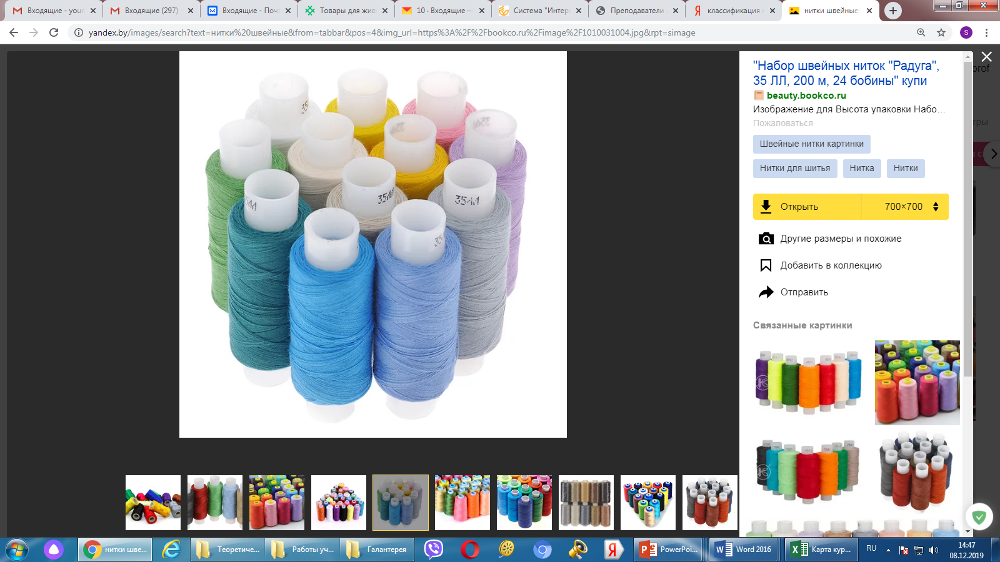 Входящие - your
Входящие (297)
Входящие - Поч
Товары для жив
10 · Входящие —
Система "Интер
Преподаватели
классификация
нитки швейные:
yandex.by/images/search?text=нитки%20швейные&from=tabbar&pos=4&img_url=https%3A%2F%2Fbookco.ru%2Fimage%2F1010031004.jpg&rpt=simage
S
"Набор швейных ниток "Радуга",
35 ЛЛ, 200 м, 24 бобины" купи
beauty.bookco.ru
Изображение для Высота упаковки Набо...
Пожаловаться
Швейные нитки картинки
Нитки для шитья
Нитка
Нитки
Открыть
700×700
Другие размеры и похожие
Добавить в коллекцию
Отправить
Связанные картинки
prof
тры
35ЛЛ
35ЛЛ
нитки шве...
Теоретиче...
Работы уч...
Галантерея
PowerPoi...
Word 2016
Карта кур...
RU
14:47
08.12.2019